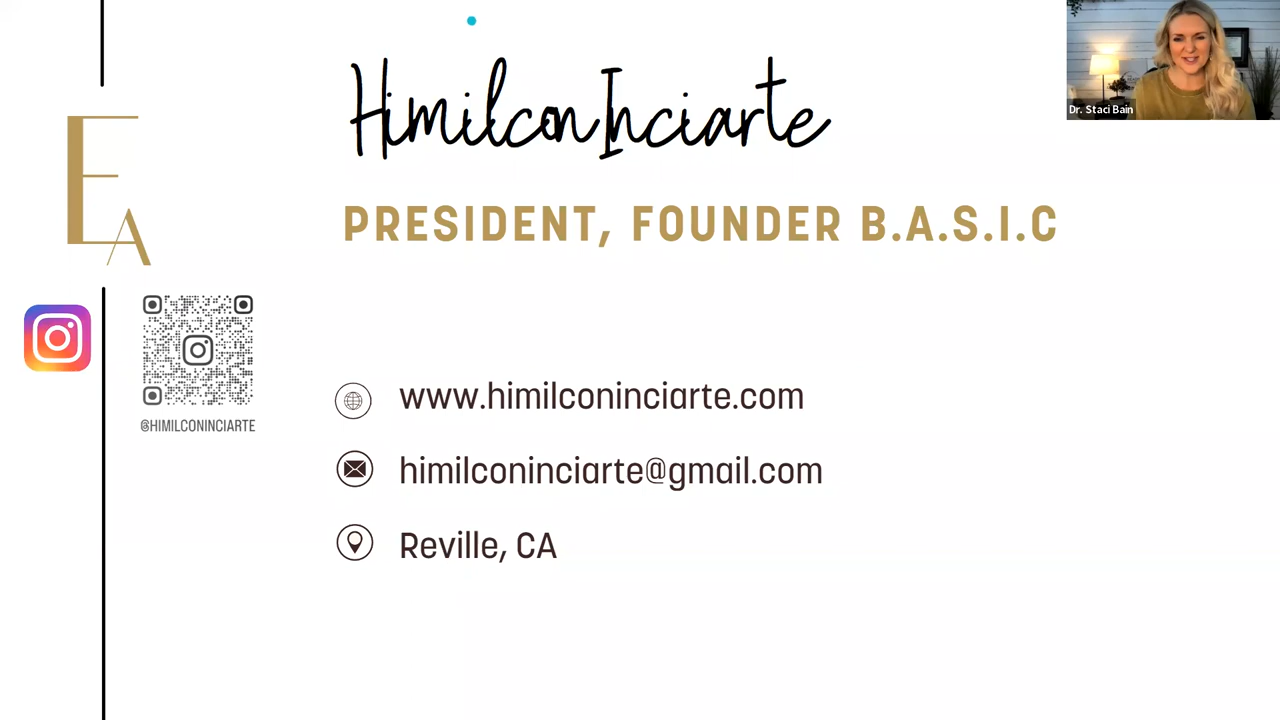 Himilcon Inciarte
Dr. Staci Bain
EA
PRESIDENT, FOUNDER B.A.S.I.C
@HIMILCONINCIARTE
www.himilconinciarte.com
himilconinciarte@gmail.com
Reville, CA